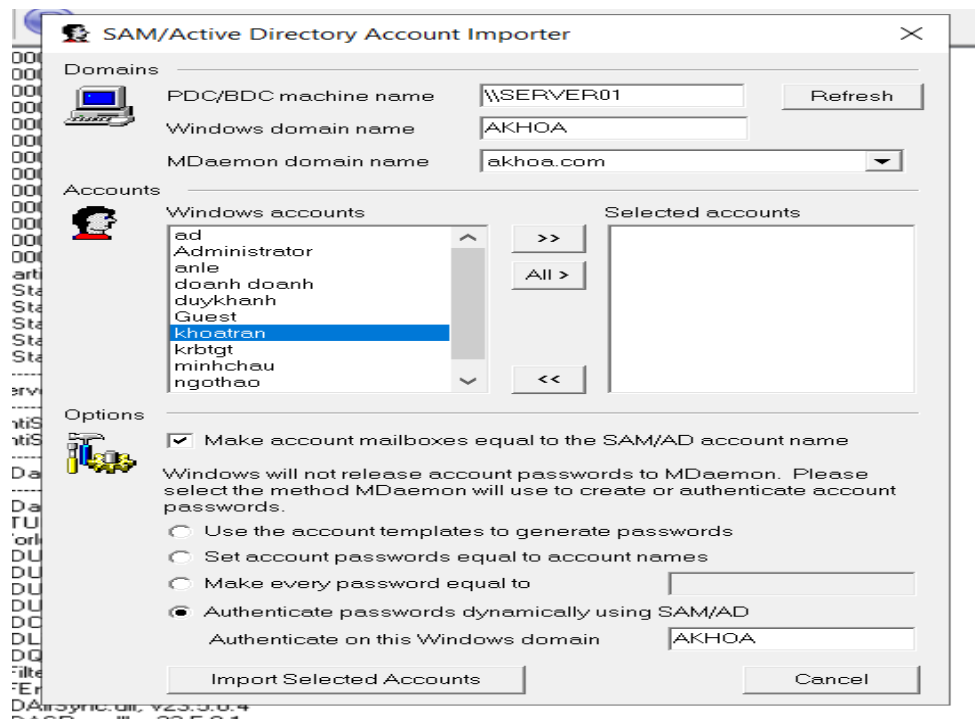 SAM/Active Directory Account Importer
Domains
PDC/BDC machine name
\\SERVER01
Refresh
Windows domain name
AKHOA
MDaemon domain name
akhoa.com
Accounts
Windows accounts
Selected accounts
ad
Administrator
anle
doanh doanh
duykhanh
Guest
khoatran
krbtgt
minhchau
ngothao
>>
All >
<<
Options
Make account mailboxes equal to the SAM/AD account name
Windows will not release account passwords to MDaemon. Please
select the method MDaemon will use to create or authenticate account
passwords.
Use the account templates to generate passwords
Set account passwords equal to account names
Make every password equal to
Authenticate passwords dynamically using SAM/AD
Authenticate on this Windows domain
AKHOA
Import Selected Accounts
Cancel